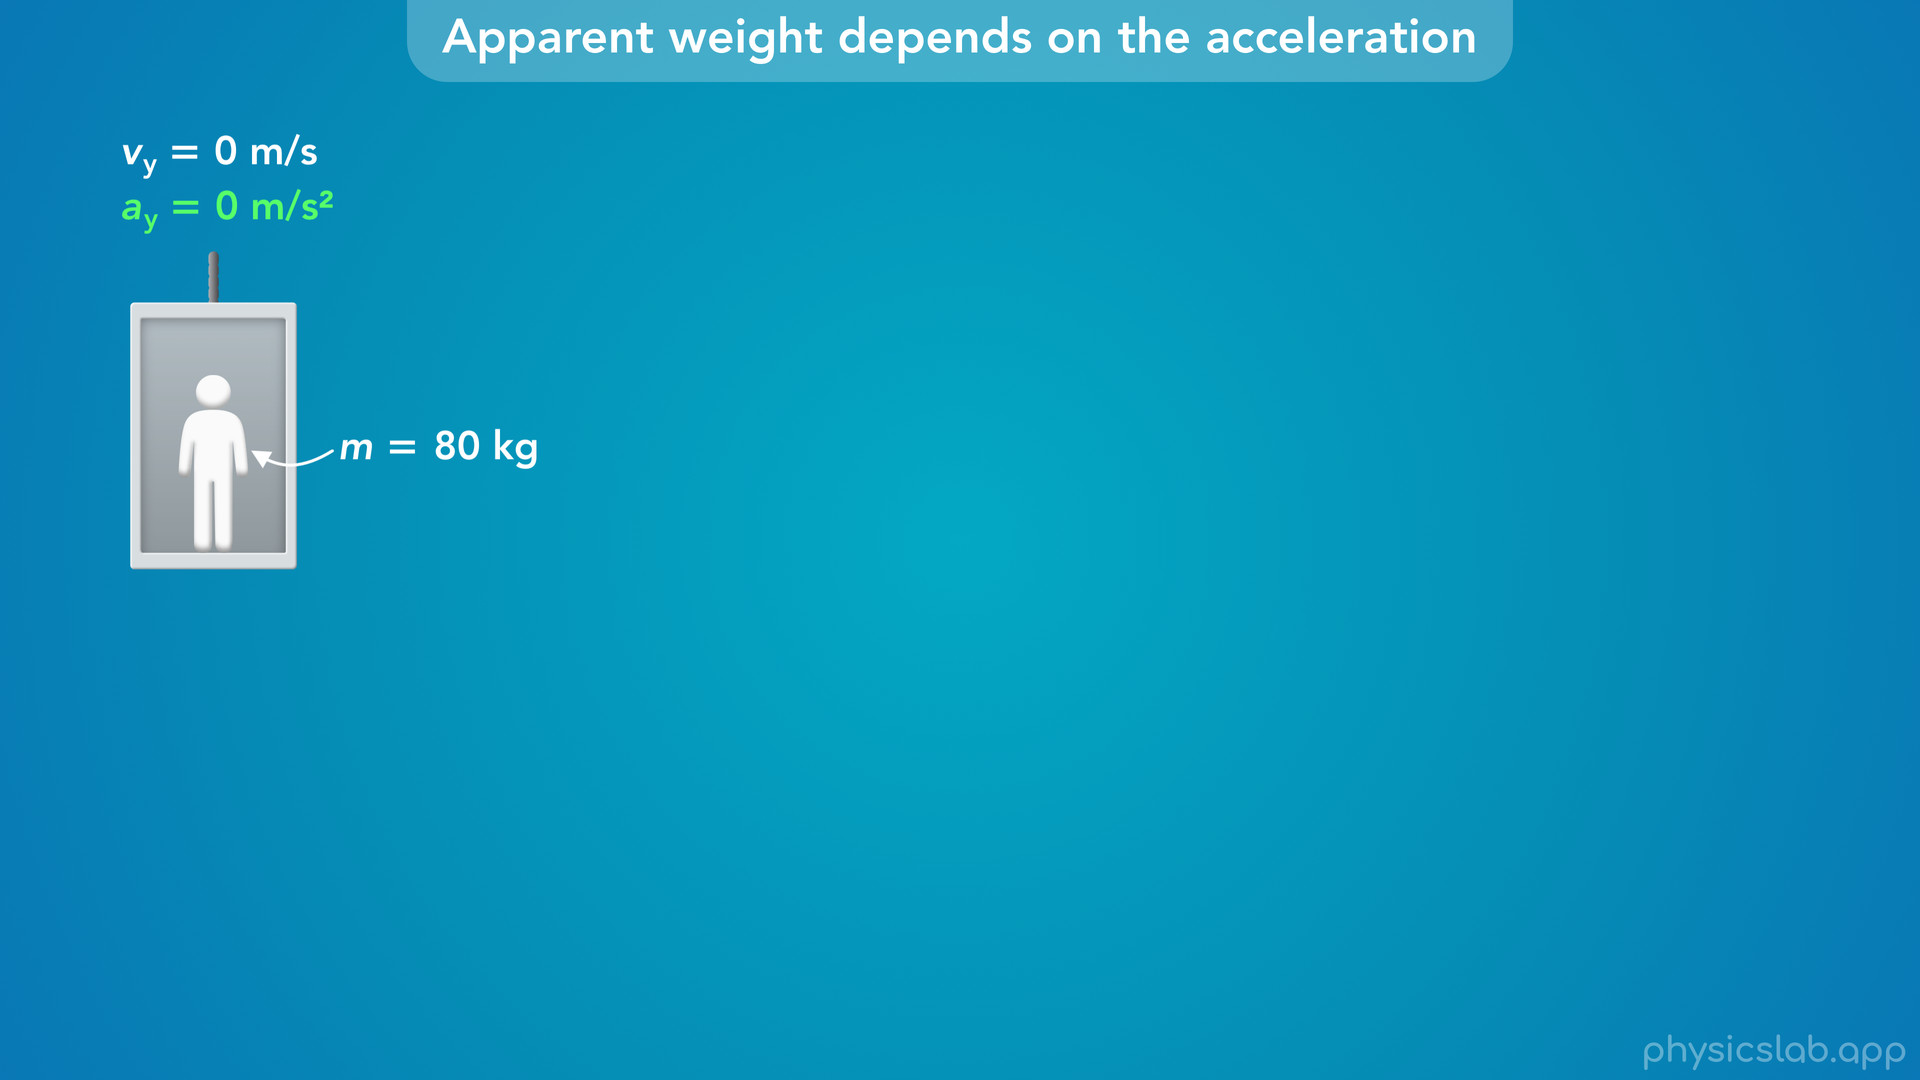 Apparent weight depends on the acceleration
vy = 0 m/s
ay = 0 m/s²
m = 80 kg
physicslab.app